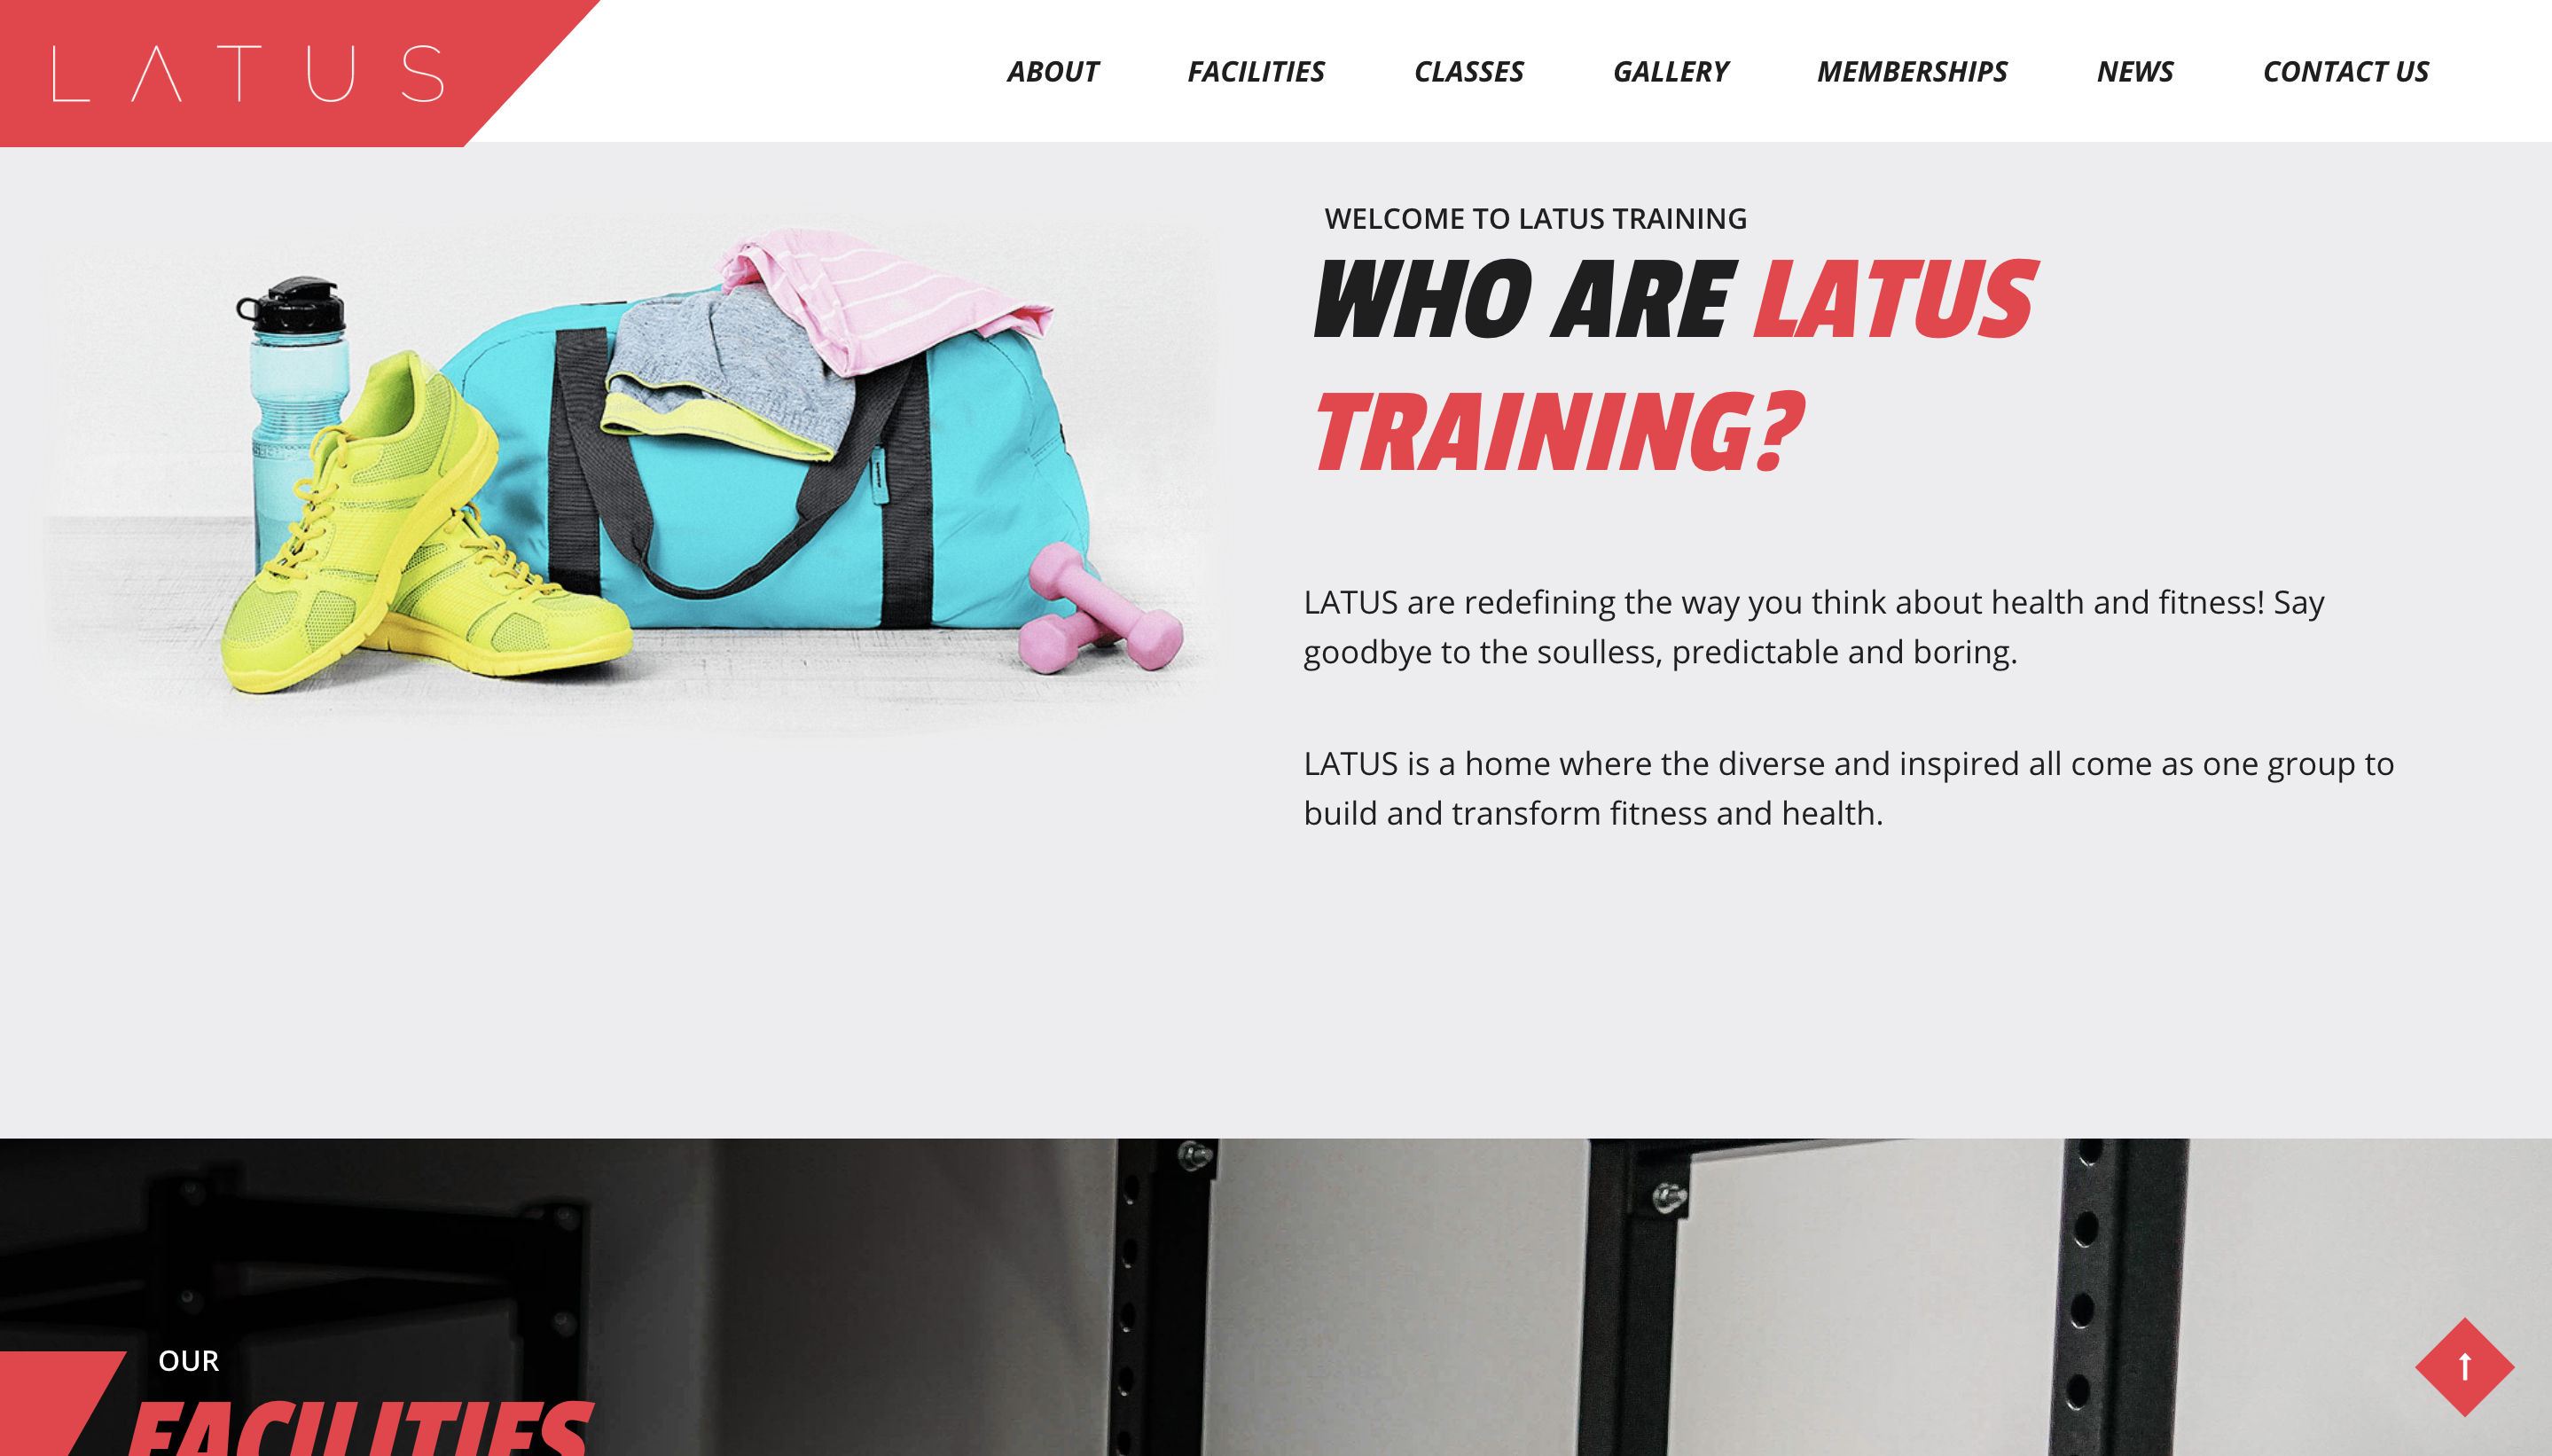 LATUS
ABOUT FACILITIES CLASSES GALLERY MEMBERSHIPS NEWS CONTACT US
WELCOME TO LATUS TRAINING
WHO ARE LATUS
TRAINING?
LATUS are redefining the way you think about health and fitness! Say
goodbye to the soulless, predictable and boring.
LATUS is a home where the diverse and inspired all come as one group to
build and transform fitness and health.
OUR
FACILITIES